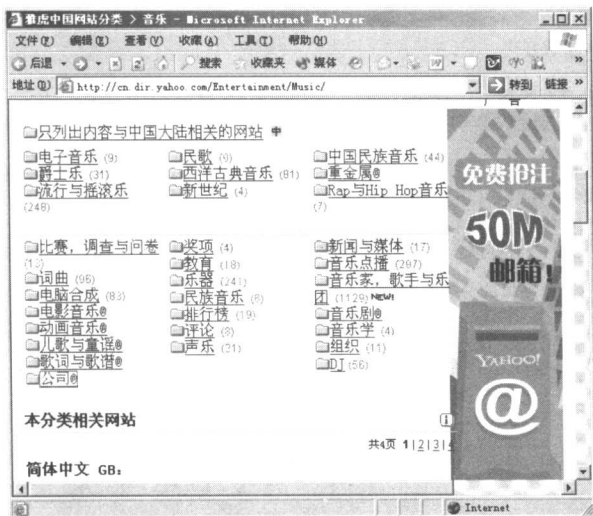 雅虎中国网站分类 > 音乐 - Microsoft Internet Explorer
文件(F) 编辑(E) 查看(V) 收藏(A) 工具(T) 帮助(H)
后退 搜索 收藏夹 媒体
地址(D) http://cn.dir.yahoo.com/Entertainment/Music/ 转到 链接 »
广 告
只列出内容与中国大陆相关的网站
电子音乐 (9) 民歌 (9) 中国民族音乐 (44)
爵士乐 (31) 西洋古典音乐 (81) 重金属@
流行与摇滚乐 新世纪 (4) Rap与Hip Hop音乐
(248) (7)
比赛，调查与问卷 奖项 (4) 新闻与媒体 (17)
(13) 教育 (18) 音乐点播 (297)
词曲 (96) 乐器 (241) 音乐家，歌手与乐
电脑合成 (83) 民族音乐 (6) 团 (1129) NEW!
电影音乐@ 排行榜 (19) 音乐剧@
动画音乐@ 评论 (8) 音乐学 (4)
儿歌与童谣@ 声乐 (21) 组织 (11)
歌词与歌谱@ DJ (56)
公司@
本分类相关网站
共4页 1|2|3|4
简体中文 GB:
免费抢注
50M
邮箱!
YAHOO!
@
Internet